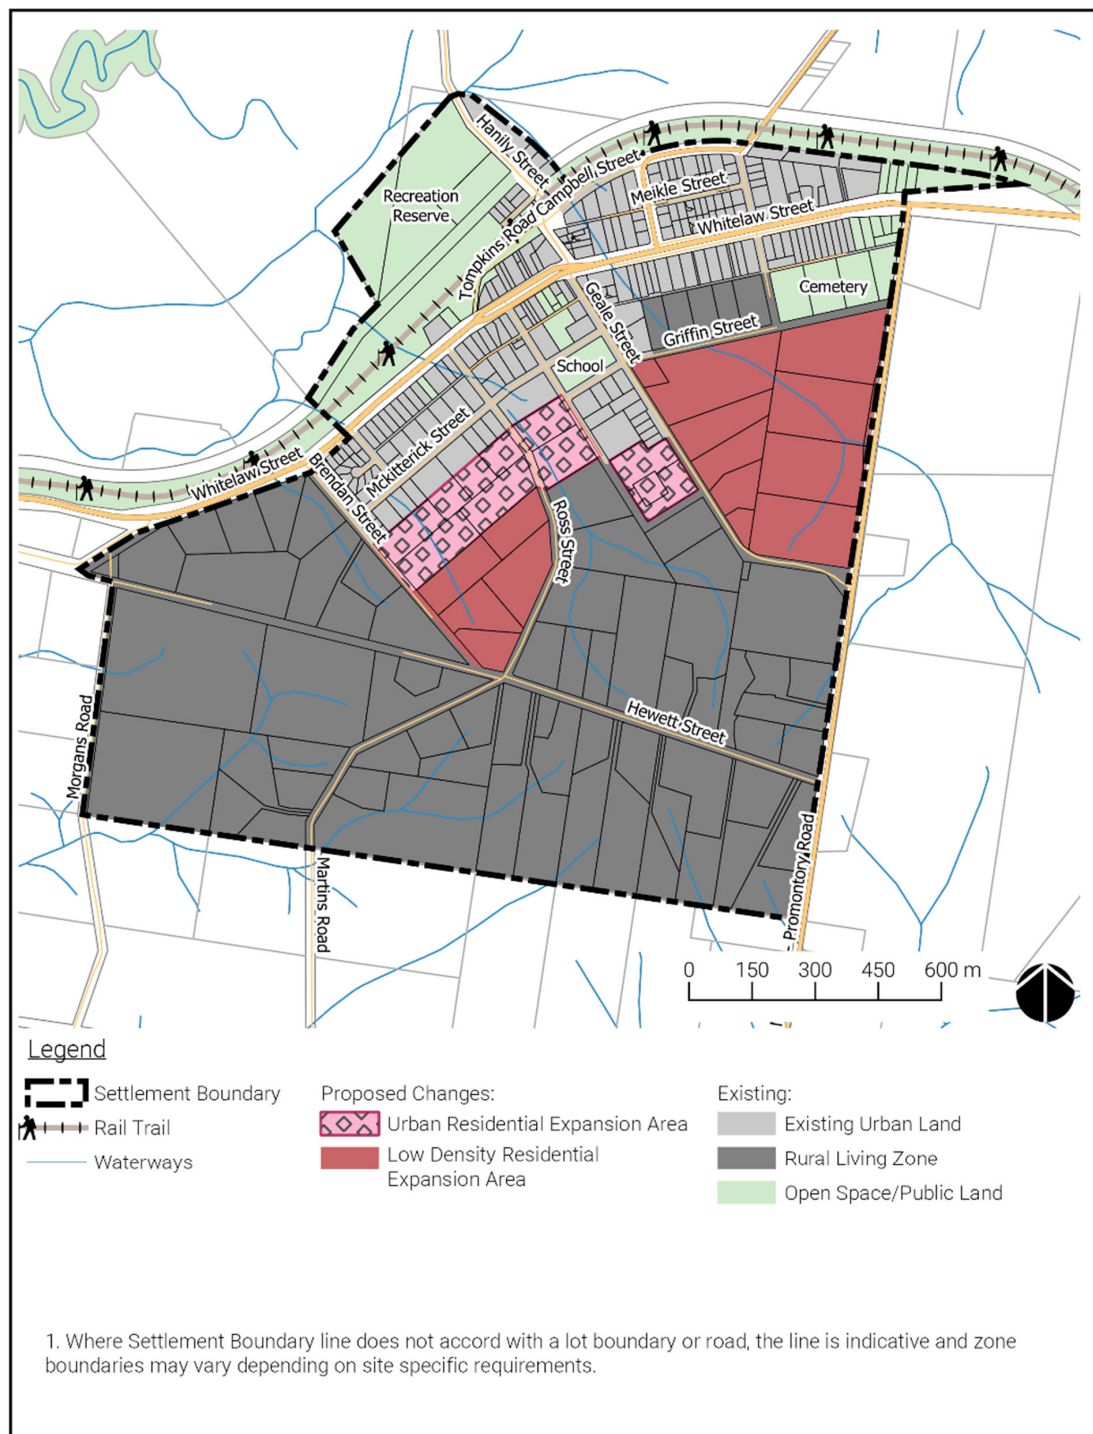 Hanily Street
Recreation
Reserve
Tompkins Road
Campbell Street
Meikle Street
Whitelaw Street
Cemetery
Geale Street
Griffin Street
School
Mckitterick Street
Whitelaw Street
Brendan Street
Ross Street
Hewett Street
Morgans Road
Martins Road
Promontory Road
0 150 300 450 600 m
Legend
Settlement Boundary
Rail Trail
Waterways
Proposed Changes:
Urban Residential Expansion Area
Low Density Residential
Expansion Area
Existing:
Existing Urban Land
Rural Living Zone
Open Space/Public Land
1. Where Settlement Boundary line does not accord with a lot boundary or road, the line is indicative and zone
boundaries may vary depending on site specific requirements.